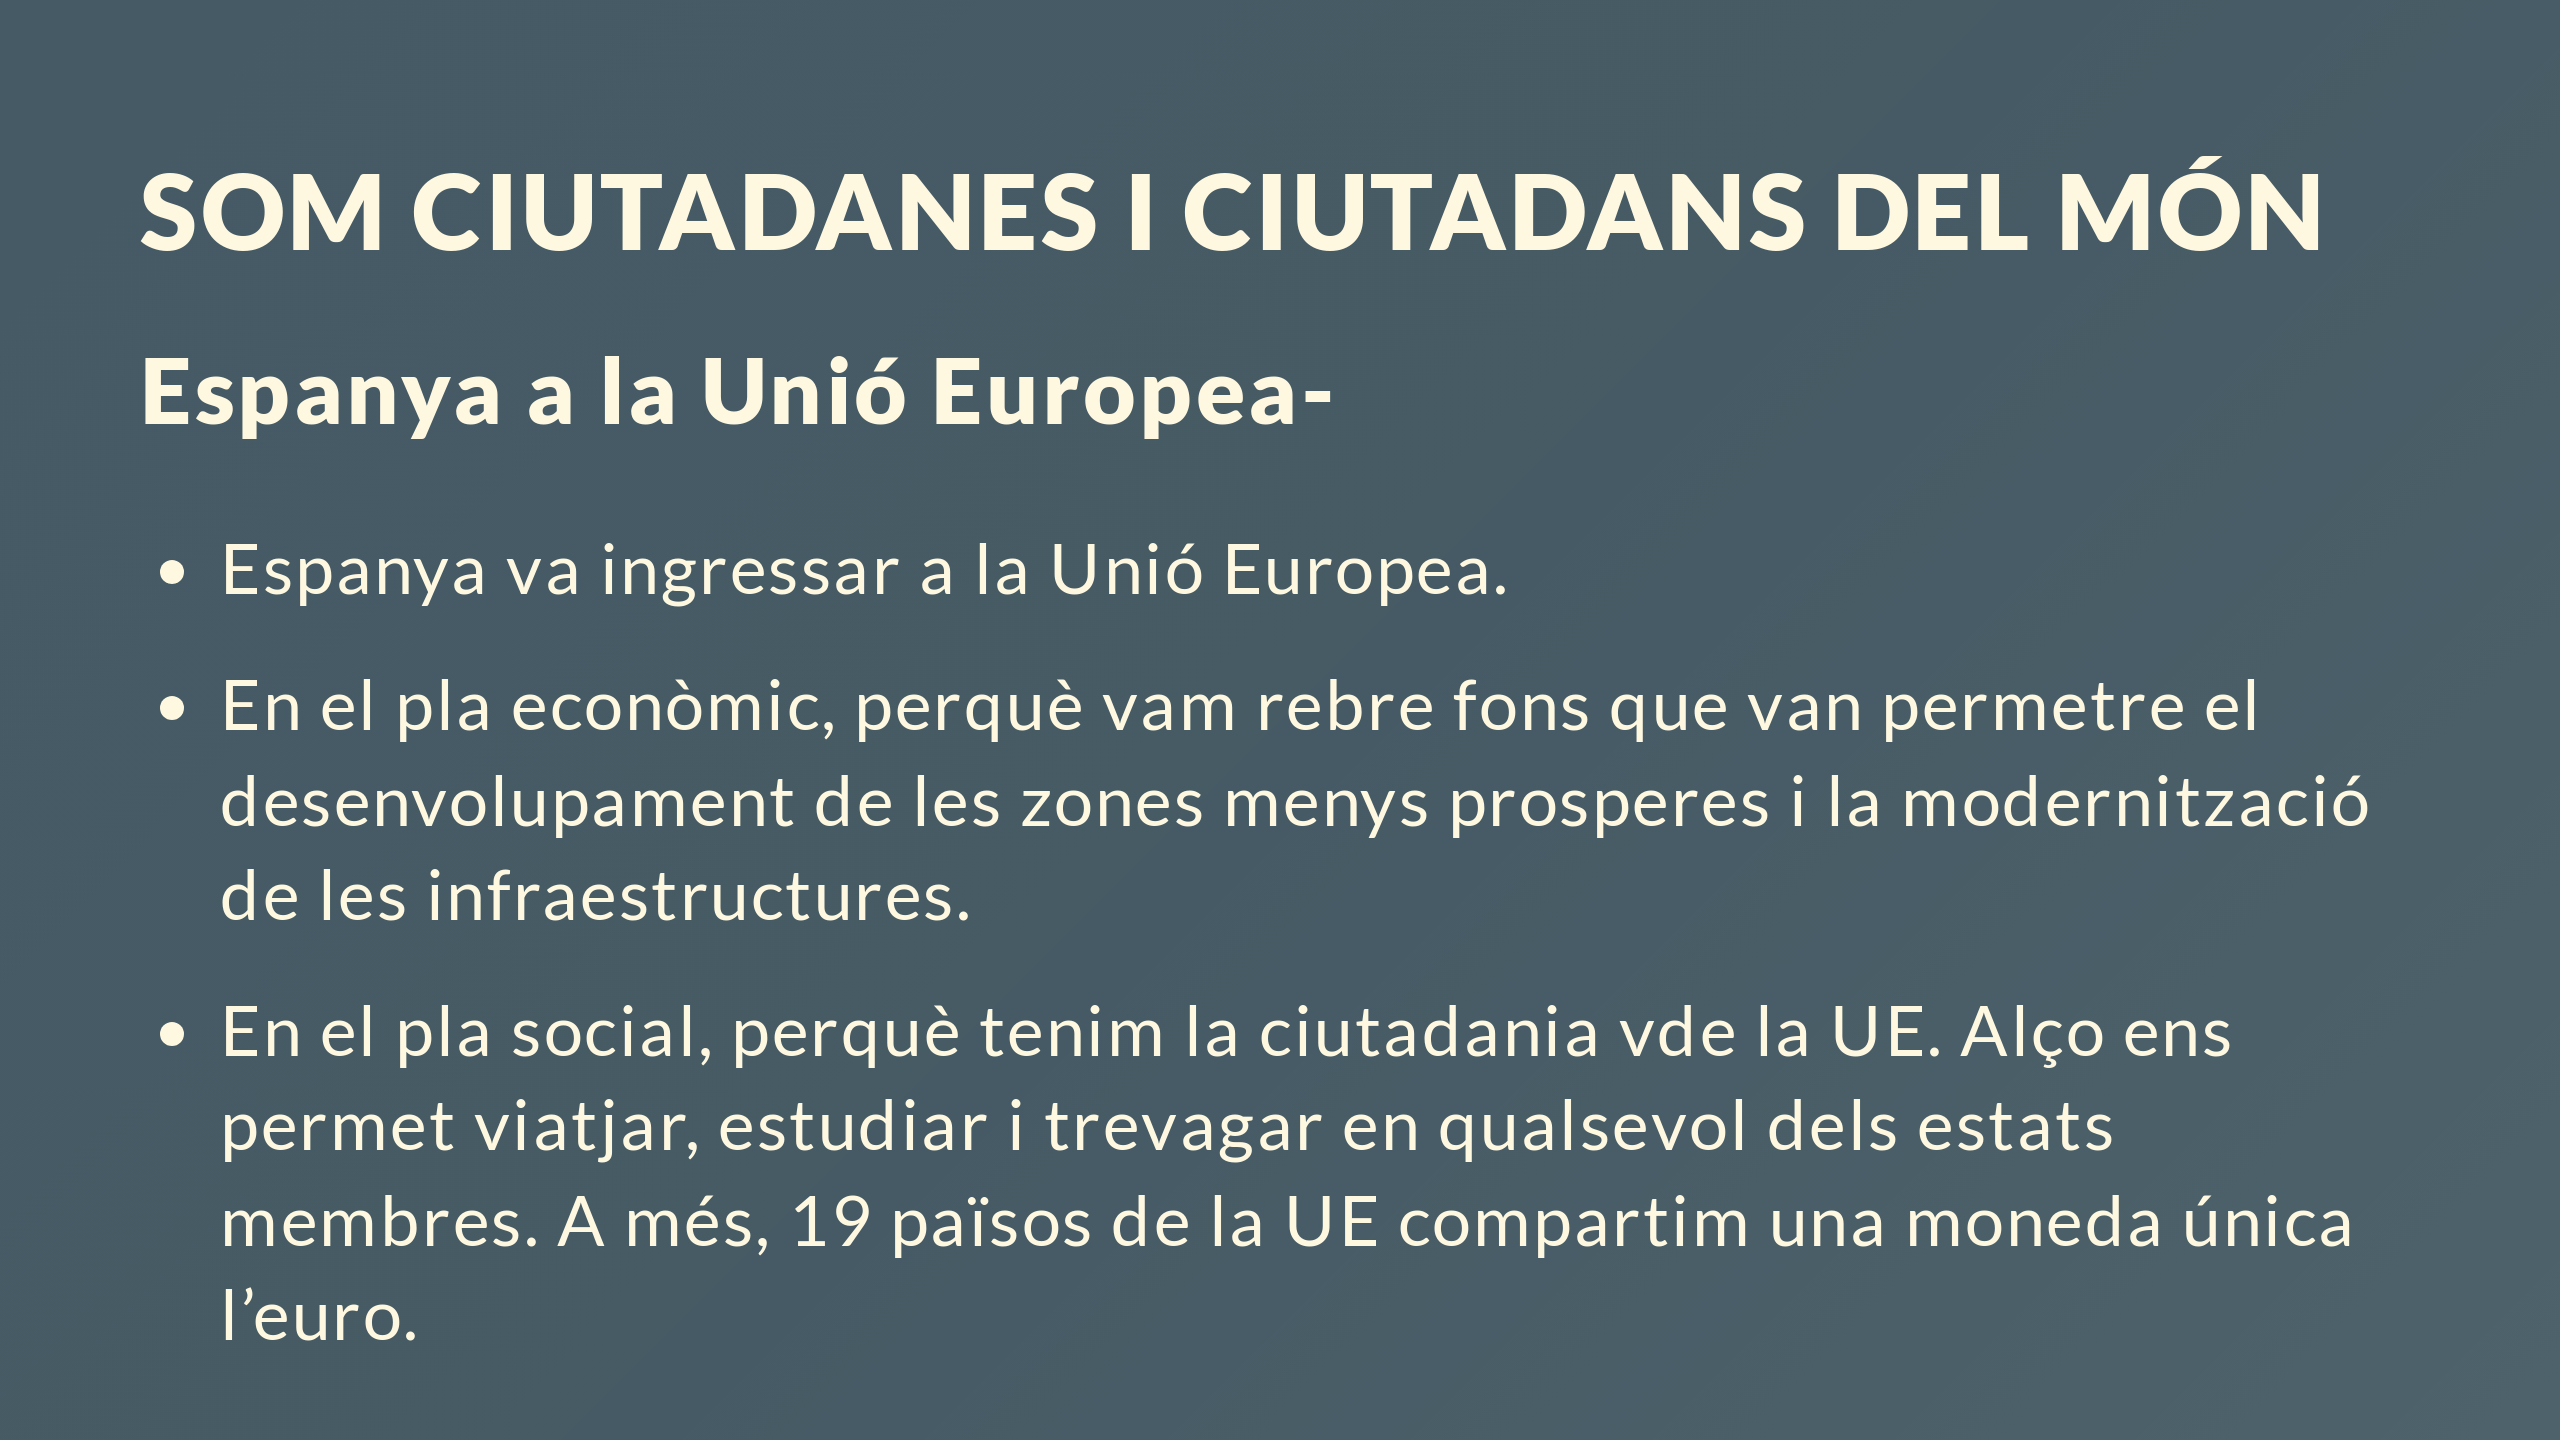 SOM CIUTADANES I CIUTADANS DEL MÓN
Espanya a la Unió Europea-
• Espanya va ingressar a la Unió Europea.
• En el pla econòmic, perquè vam rebre fons que van permetre el
desenvolupament de les zones menys prosperes i la modernització
de les infraestructures.
• En el pla social, perquè tenim la ciutadania vde la UE. Alço ens
permet viatjar, estudiar i trevagar en qualsevol dels estats
membres. A més, 19 països de la UE compartim una moneda única
l’euro.